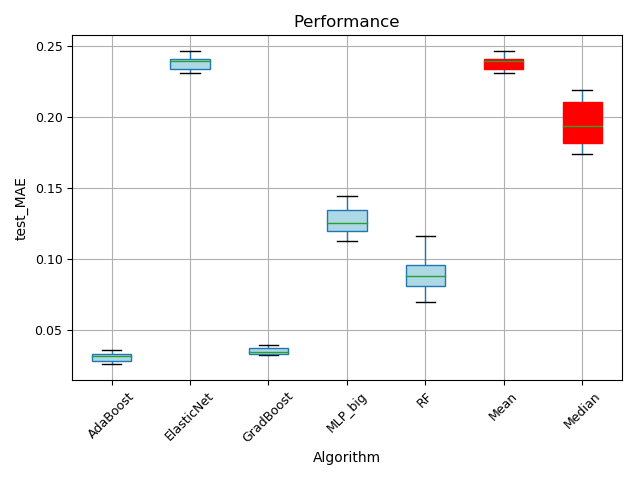 Performance
test_MAE
0.25
0.20
0.15
0.10
0.05
AdaBoost
ElasticNet
GradBoost
MLP_big
RF
Mean
Median
Algorithm